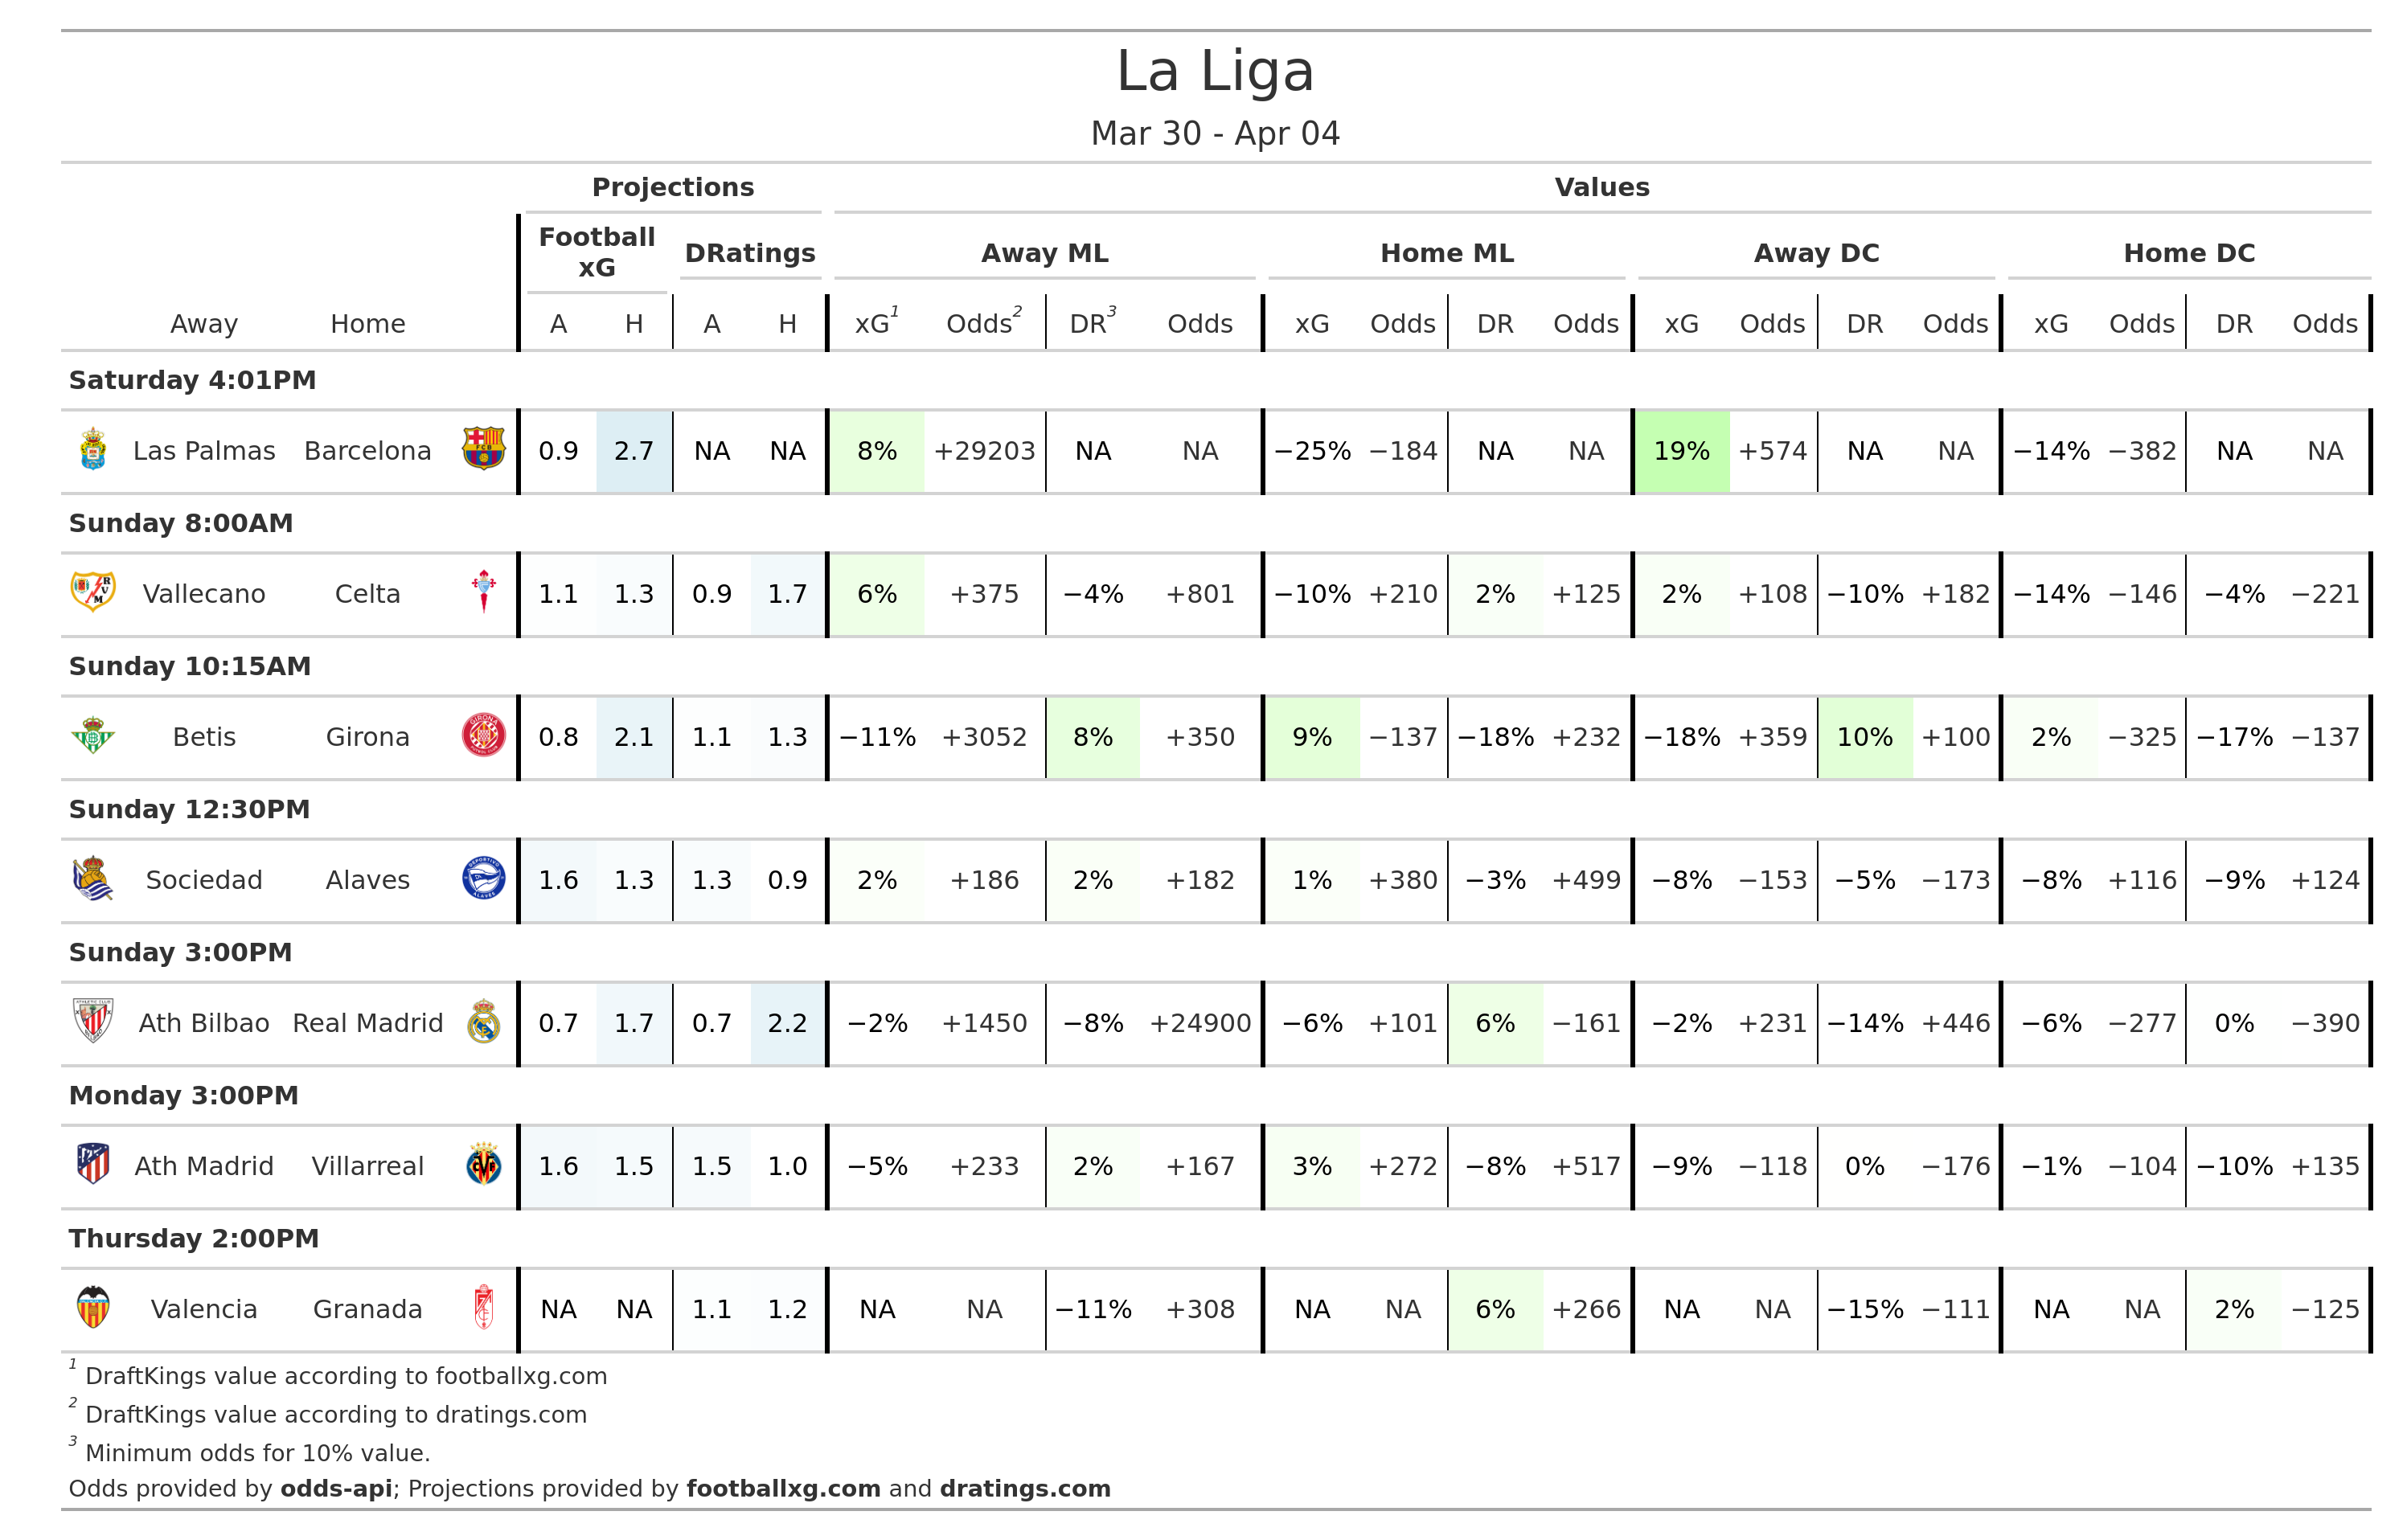 La Liga
Mar 30 - Apr 04
Projections Values
Football xG DRatings Away ML Home ML Away DC Home DC
Away Home A H A H xG1 Odds2 DR3 Odds xG Odds DR Odds xG Odds DR Odds xG Odds DR Odds
Saturday 4:01PM
Las Palmas Barcelona 0.9 2.7 NA NA 8% +29203 NA NA −25% −184 NA NA 19% +574 NA NA −14% −382 NA NA
Sunday 8:00AM
Vallecano Celta 1.1 1.3 0.9 1.7 6% +375 −4% +801 −10% +210 2% +125 2% +108 −10% +182 −14% −146 −4% −221
Sunday 10:15AM
Betis Girona 0.8 2.1 1.1 1.3 −11% +3052 8% +350 9% −137 −18% +232 −18% +359 10% +100 2% −325 −17% −137
Sunday 12:30PM
Sociedad Alaves 1.6 1.3 1.3 0.9 2% +186 2% +182 1% +380 −3% +499 −8% −153 −5% −173 −8% +116 −9% +124
Sunday 3:00PM
Ath Bilbao Real Madrid 0.7 1.7 0.7 2.2 −2% +1450 −8% +24900 −6% +101 6% −161 −2% +231 −14% +446 −6% −277 0% −390
Monday 3:00PM
Ath Madrid Villarreal 1.6 1.5 1.5 1.0 −5% +233 2% +167 3% +272 −8% +517 −9% −118 0% −176 −1% −104 −10% +135
Thursday 2:00PM
Valencia Granada NA NA 1.1 1.2 NA NA −11% +308 NA NA 6% +266 NA NA −15% −111 NA NA 2% −125
1 DraftKings value according to footballxg.com
2 DraftKings value according to dratings.com
3 Minimum odds for 10% value.
Odds provided by odds-api; Projections provided by footballxg.com and dratings.com